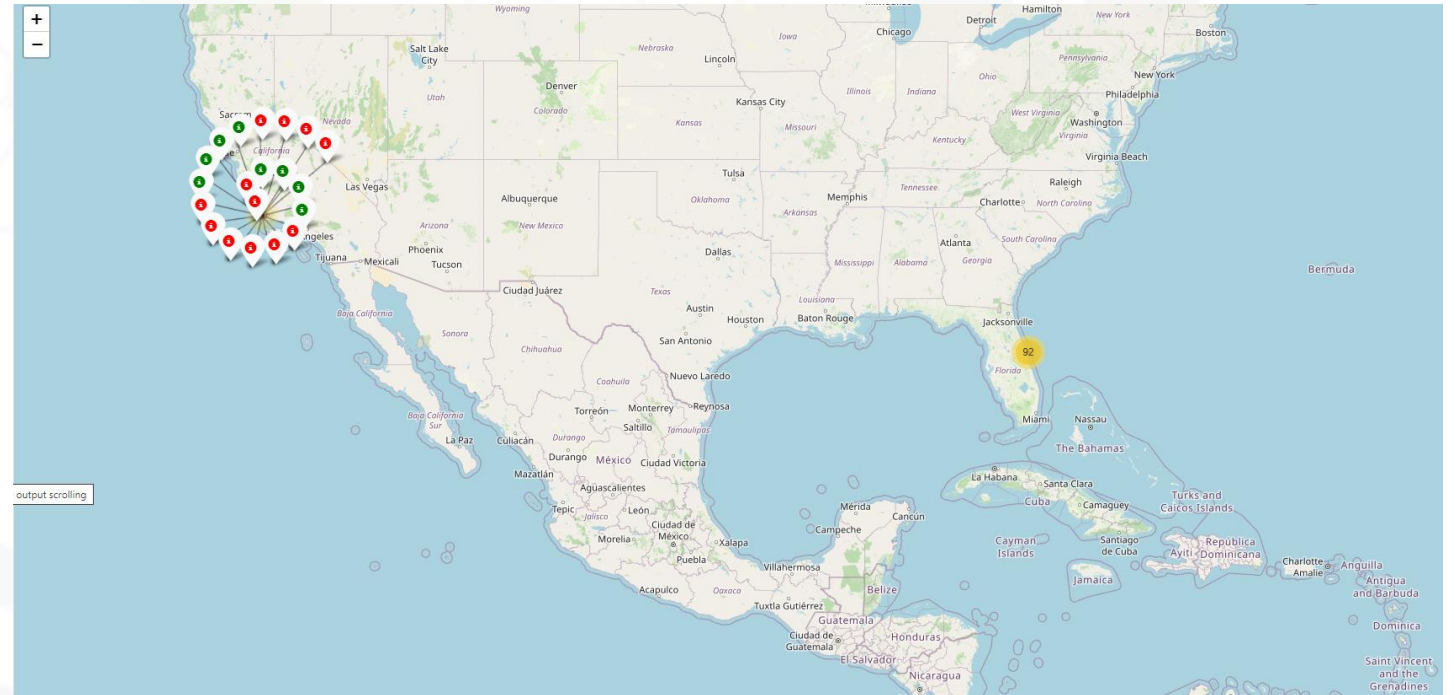 +
−
Wyoming
Detroit
Hamilton
New York
Chicago
Iowa
Boston
Salt Lake
City
Nebraska
Lincoln
Pennsylvania
New York
Utah
Denver
Colorado
Kansas City
Illinois
Indiana
Ohio
Philadelphia
Nevada
Kansas
Missouri
West Virginia
Washington
California
Kentucky
Virginia
Virginia Beach
Las Vegas
Tulsa
Raleigh
Albuquerque
Oklahoma
Memphis
Tennessee
Charlotte
North Carolina
Arizona
New Mexico
Arkansas
ngeles
Phoenix
Dallas
Atlanta
South Carolina
Tijuana
Mexicali
Tucson
Mississippi
Alabama
Georgia
Bermuda
Ciudad Juárez
Texas
Louisiana
Baja California
Austin
Houston
Baton Rouge
Jacksonville
Sonora
San Antonio
Chihuahua
92
Florida
Coahuila
Nuevo Laredo
Baja California
Sur
Torreón
Monterrey
Reynosa
Saltillo
Tamaulipas
Miami
Nassau
La Paz
Culiacán
Durango
The Bahamas
Durango
México
Ciudad Victoria
Mazatlán
La Habana
Santa Clara
output scrolling
Aguascalientes
Cuba
Camaguey
Turks and
Caicos Islands
Tepic
Jalisco
León
Mérida
Cancún
Ciudad de
México
Campeche
Morelia
Xalapa
Cayman
Islands
Santiago
de Cuba
Ayiti
República
Dominicana
Puebla
Villahermosa
Charlotte
Amalie
Anguilla
Acapulco
Oaxaca
Belize
Jamaica
Antigua
and Barbuda
Tuxtla Gutiérrez
Guatemala
Dominica
Ciudad de
Guatemala
Honduras
El Salvador
Saint Vincent
and the
Grenadines
Nicaragua